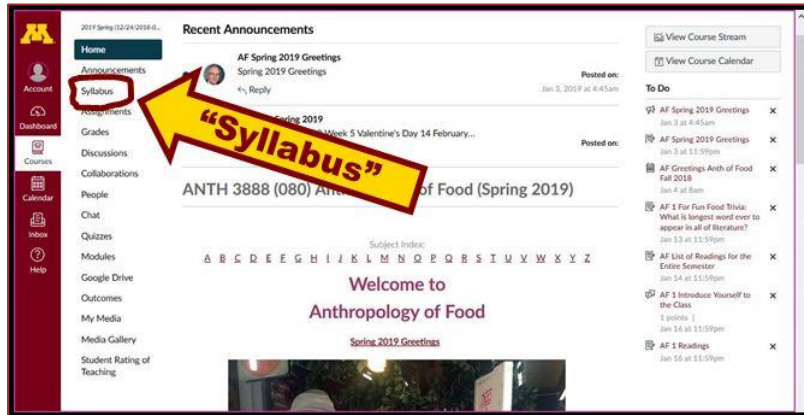 M
Account
Dashboard
Courses
Calendar
Inbox
Help
2019 Spring (12/24/2018-0...
Home
Announcements
Syllabus
Assignments
Grades
Discussions
Collaborations
People
Chat
Quizzes
Modules
Google Drive
Outcomes
My Media
Media Gallery
Student Rating of
Teaching
Recent Announcements
AF Spring 2019 Greetings
Spring 2019 Greetings
Reply
Posted on:
Jan 3, 2019 at 4:45am
Spring 2019
Week 5 Valentine's Day 14 February...
Posted on:
"Syllabus"
ANTH 3888 (080) of Food (Spring 2019)
Subject Index:
A B C D E F G H I J K L M N O P Q R S T U V W X Y Z
Welcome to
Anthropology of Food
Spring 2019 Greetings
View Course Stream
View Course Calendar
To Do
AF Spring 2019 Greetings
Jan 3 at 4:45am
AF Spring 2019 Greetings
Jan 3 at 11:59pm
AF Greetings Anth of Food
Fall 2018
Jan 4 at 8am
AF 1 For Fun Food Trivia:
What is longest word ever to
appear in all of literature?
Jan 13 at 11:59pm
AF List of Readings for the
Entire Semester
Jan 14 at 11:59pm
AF 1 Introduce Yourself to
the Class
1 points |
Jan 16 at 11:59pm
AF 1 Readings
Jan 16 at 11:59pm